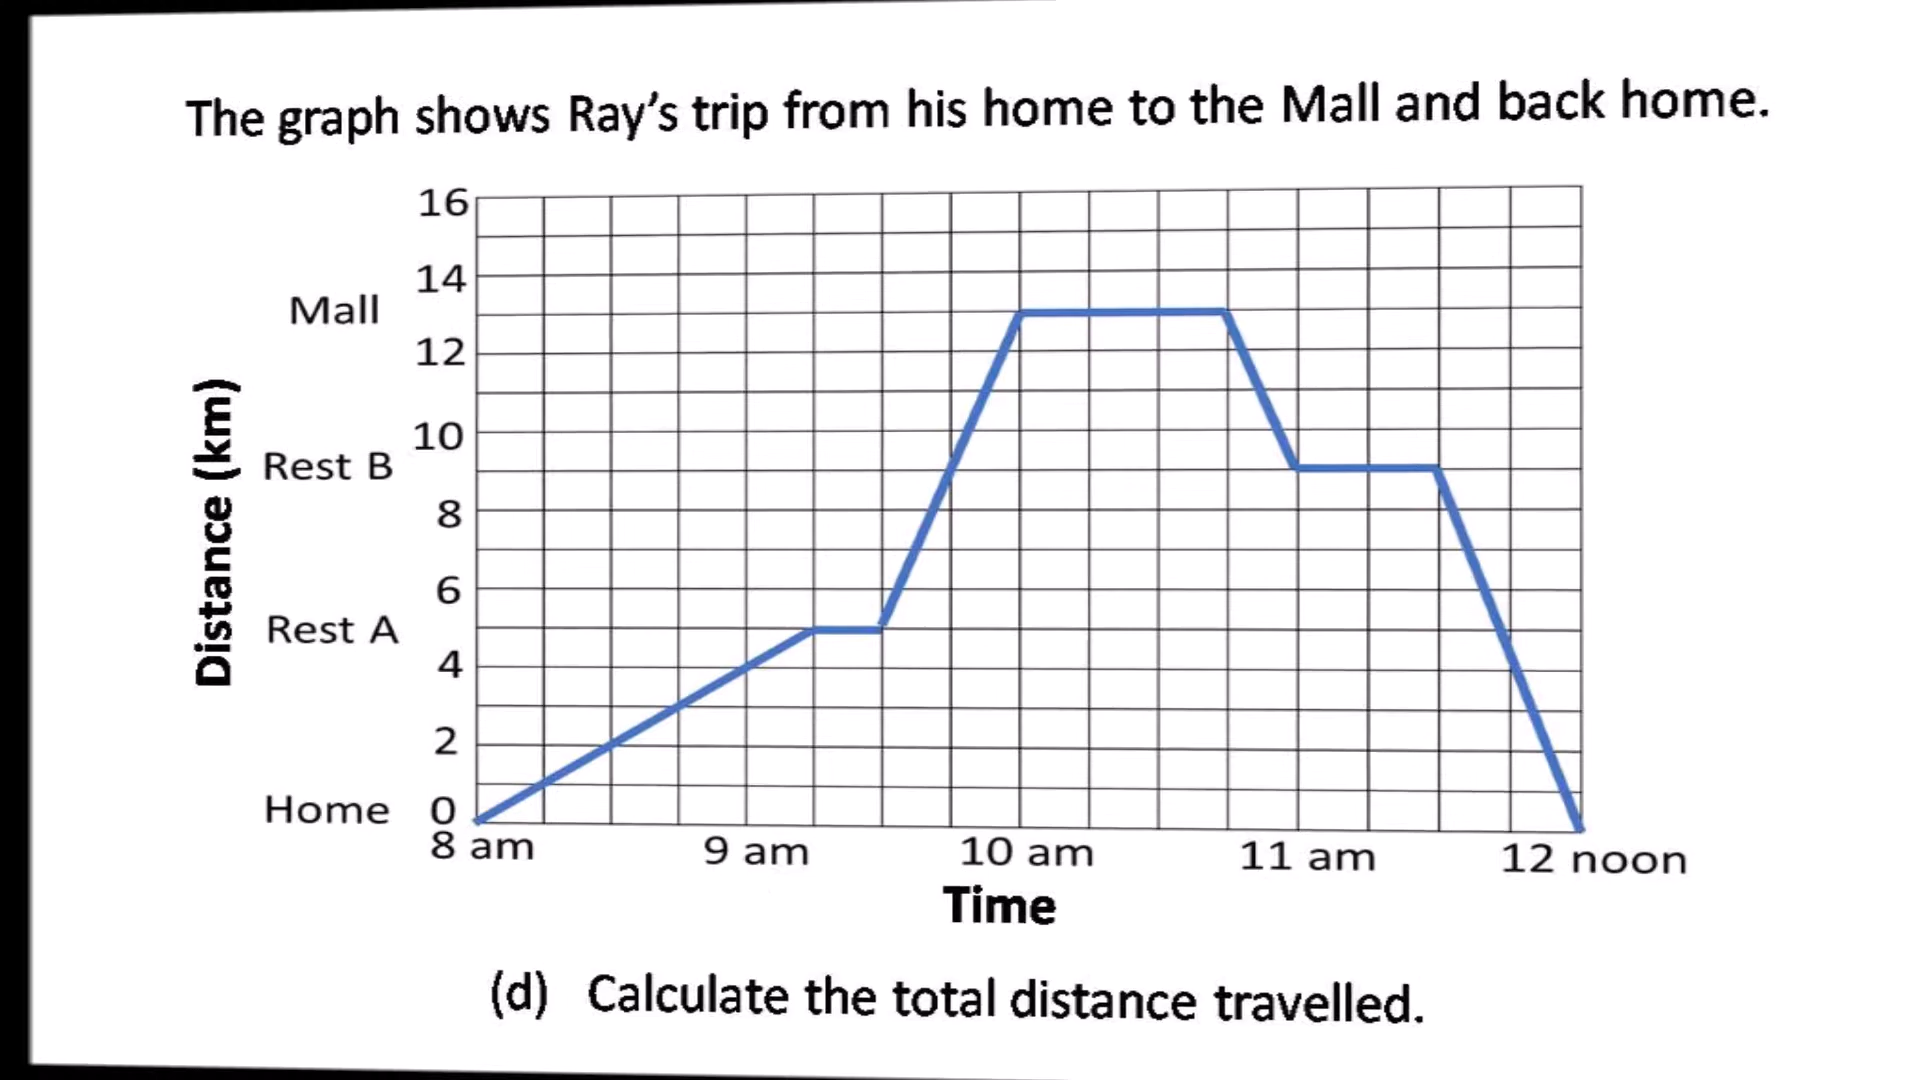 The graph shows Ray's trip from his home to the Mall and back home.
16
14
Mall
12
10
Rest B
8
6
Rest A
4
2
Home 0
Distance (km)
8 am 9 am 10 am 11 am 12 noon
Time
(d) Calculate the total distance travelled.